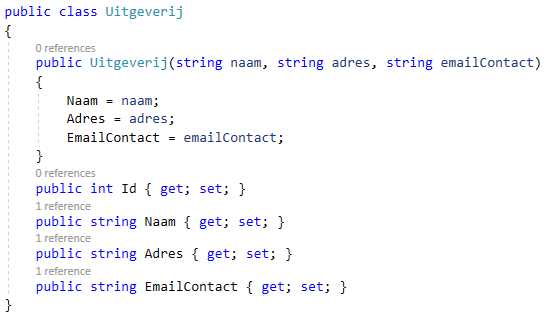 public class Uitgeverij
{
0 references
public Uitgeverij(string naam, string adres, string emailContact)
{
Naam = naam;
Adres = adres;
EmailContact = emailContact;
}
0 references
public int Id { get; set; }
1 reference
public string Naam { get; set; }
1 reference
public string Adres { get; set; }
1 reference
public string EmailContact { get; set; }
}